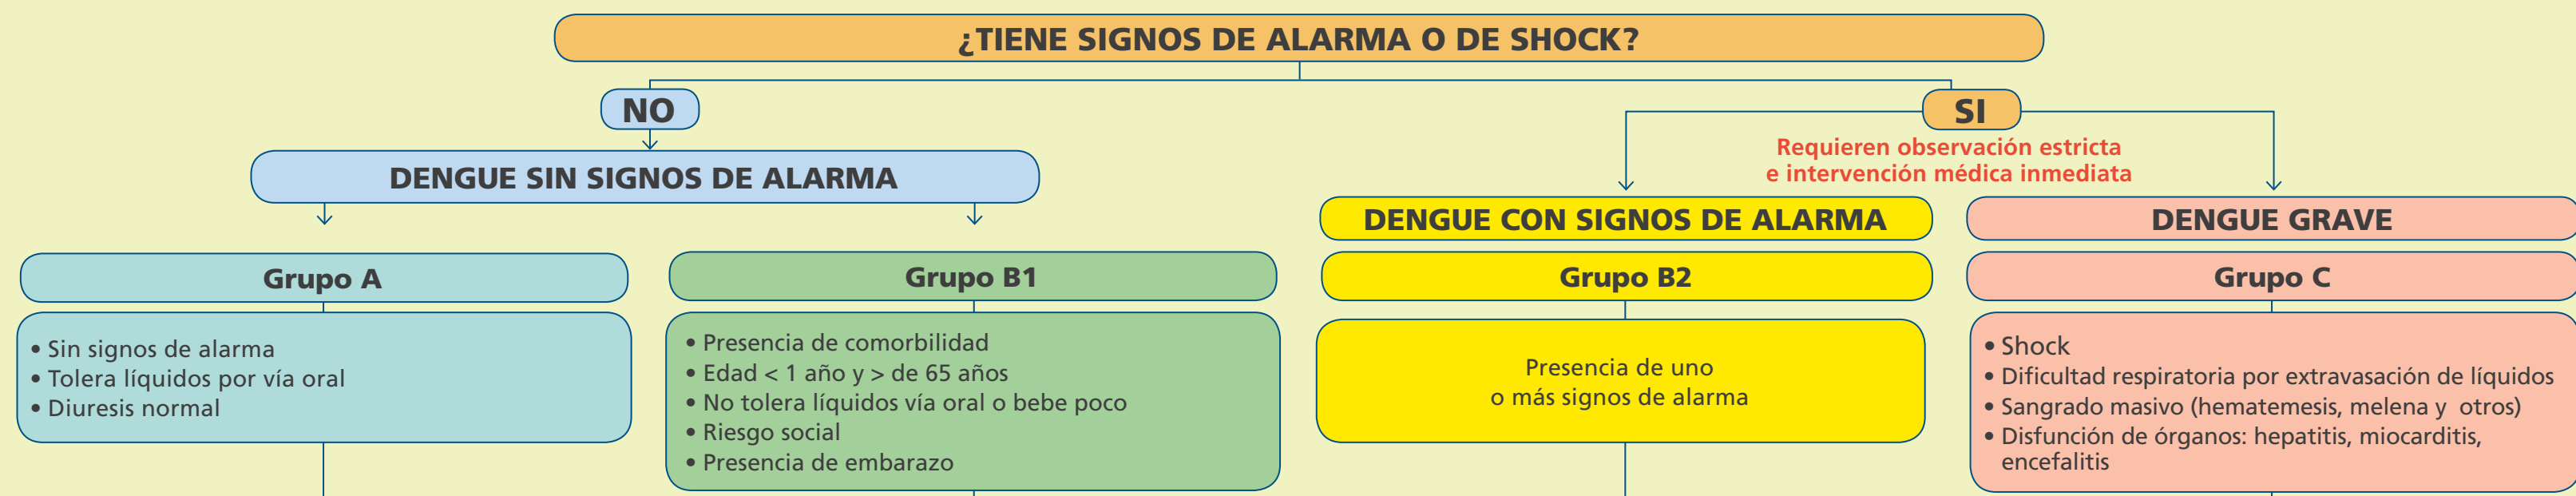 ¿TIENE SIGNOS DE ALARMA O DE SHOCK?
NO
SI
Requieren observación estricta
e intervención médica inmediata
DENGUE SIN SIGNOS DE ALARMA
DENGUE CON SIGNOS DE ALARMA
DENGUE GRAVE
Grupo A
• Sin signos de alarma
• Tolera líquidos por vía oral
• Diuresis normal
Grupo B1
• Presencia de comorbilidad
• Edad < 1 año y > de 65 años
• No tolera líquidos vía oral o bebe poco
• Riesgo social
• Presencia de embarazo
Grupo B2
Presencia de uno
o más signos de alarma
Grupo C
• Shock
• Dificultad respiratoria por extravasación de líquidos
• Sangrado masivo (hematemesis, melena y otros)
• Disfunción de órganos: hepatitis, miocarditis,
encefalitis